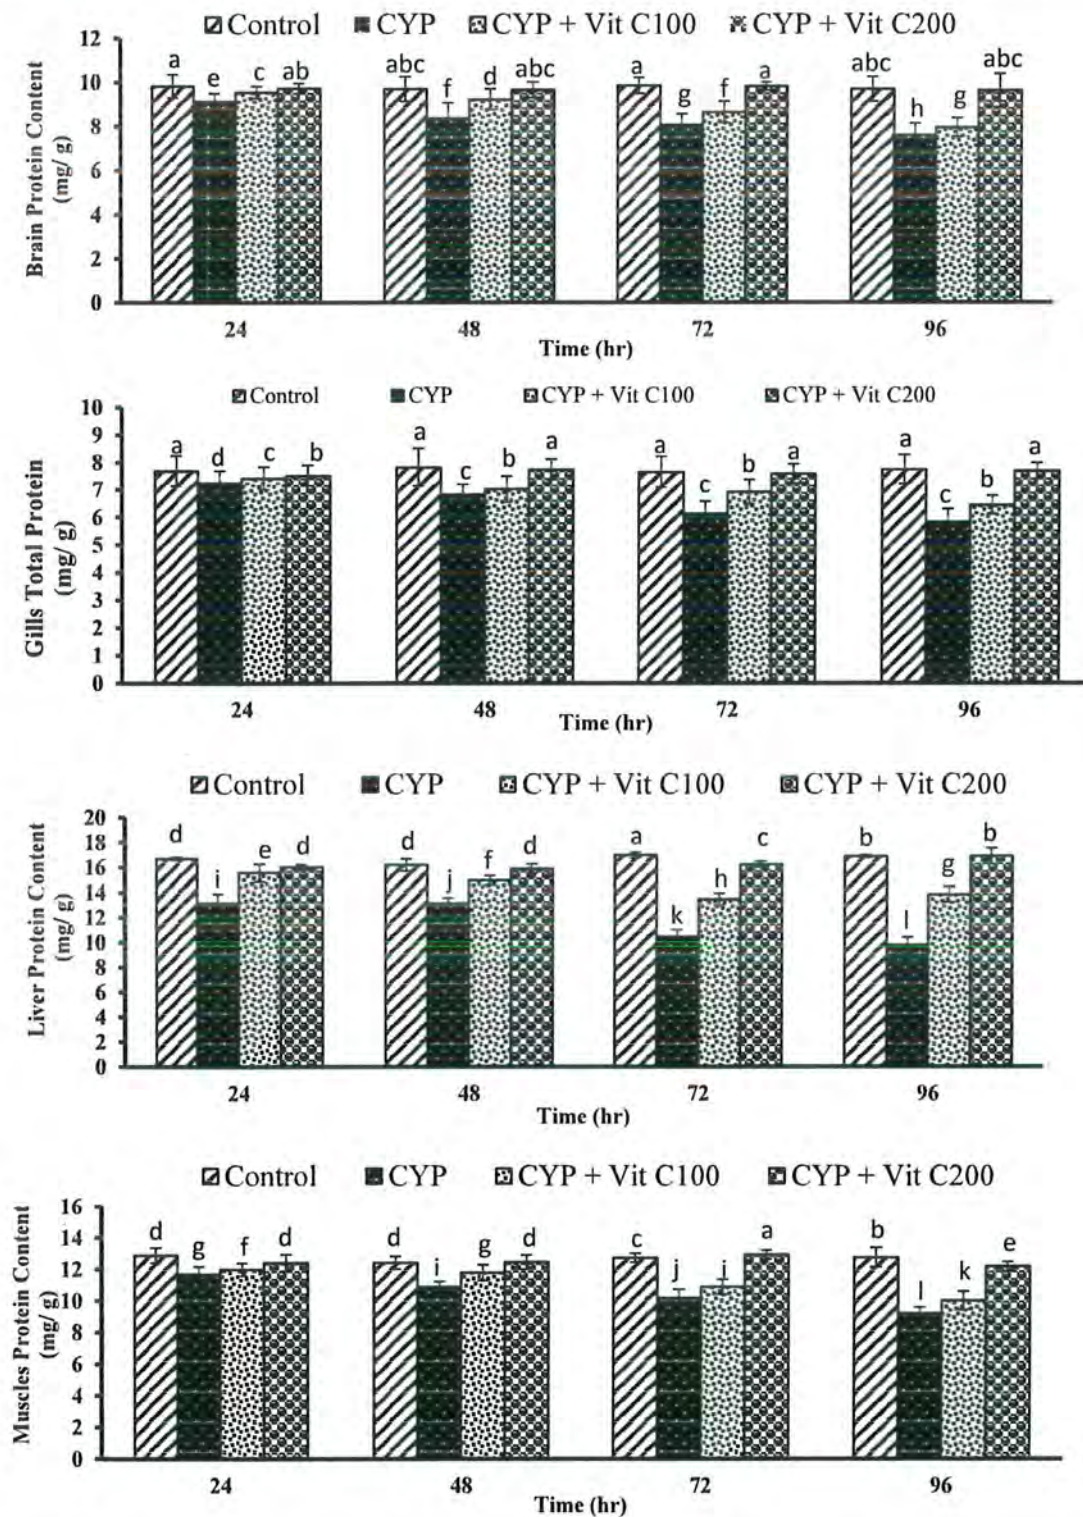 Control CYP CYP + Vit C100 CYP + Vit C200
Brain Protein Content
(mg/ g)
12
10
8
6
4
2
0
a e c ab abc f d abc a g f a abc h g abc
24 48 72 96
Time (hr)
Control CYP CYP + Vit C100 CYP + Vit C200
Gills Total Protein
(mg/ g)
10
9
8
7
6
5
4
3
2
1
0
a d c b a c b a a c b a a c b a
24 48 72 96
Time (hr)
Control CYP CYP + Vit C100 CYP + Vit C200
Liver Protein Content
(mg/ g)
20
18
16
14
12
10
8
6
4
2
0
d i e d d j f d a k h c b l g b
24 48 72 96
Time (hr)
Control CYP CYP + Vit C100 CYP + Vit C200
Muscles Protein Content
(mg/ g)
16
14
12
10
8
6
4
2
0
d g f d d i g d c j i a b l k e
24 48 72 96
Time (hr)